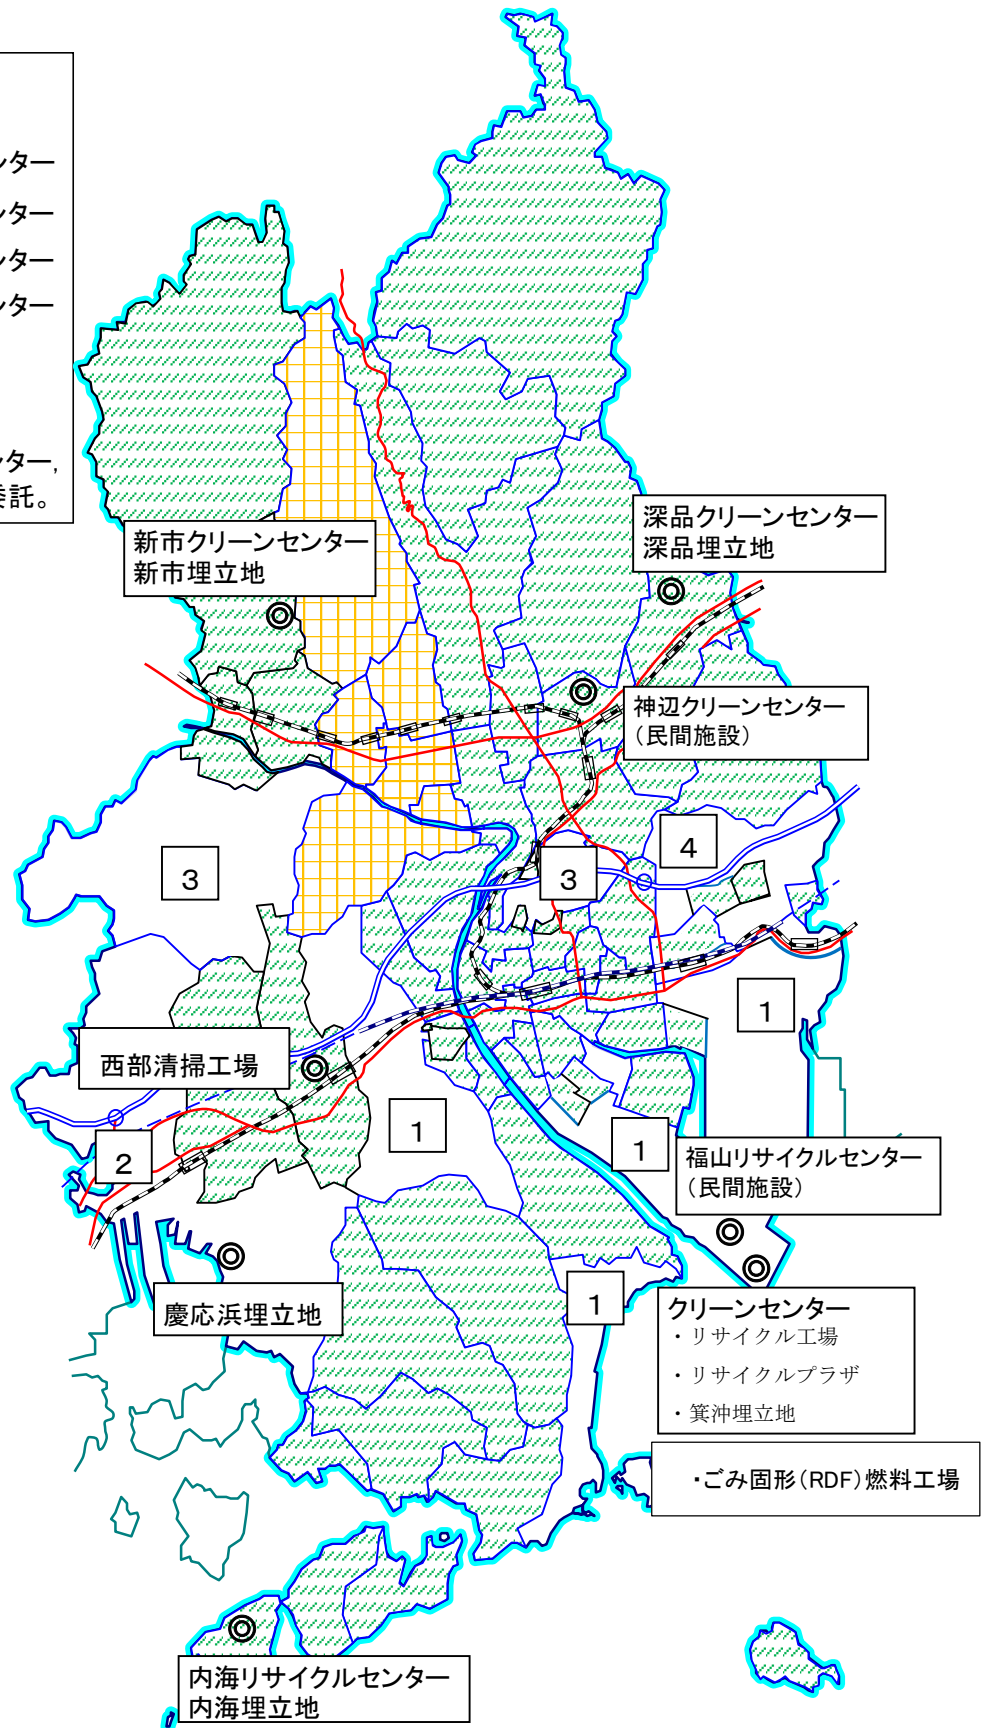 ンター
ンター
ンター
ンター
ンター,
委託。
新市クリーンセンター
新市埋立地
深品クリーンセンター
深品埋立地
神辺クリーンセンター
(民間施設)
3
3
4
1
西部清掃工場
2
1
1
福山リサイクルセンター
(民間施設)
慶応浜埋立地
1
クリーンセンター
・リサイクル工場
・リサイクルプラザ
・箕沖埋立地
・ごみ固形(RDF)燃料工場
内海リサイクルセンター
内海埋立地